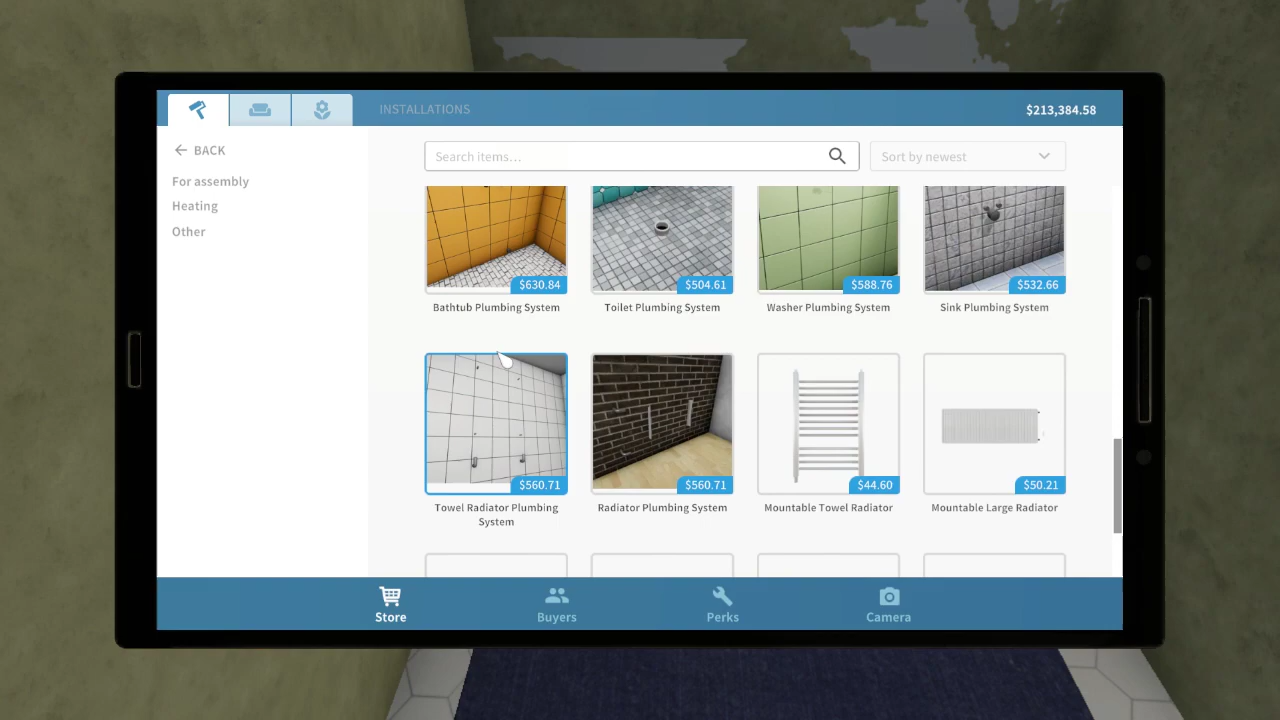 INSTALLATIONS
$213,384.58
BACK
For assembly
Heating
Other
Search items...
Sort by newest
$630.84
$504.61
$588.76
$532.66
Bathtub Plumbing System
Toilet Plumbing System
Washer Plumbing System
Sink Plumbing System
$560.71
$560.71
$44.60
$50.21
Towel Radiator Plumbing
System
Radiator Plumbing System
Mountable Towel Radiator
Mountable Large Radiator
Store
Buyers
Perks
Camera